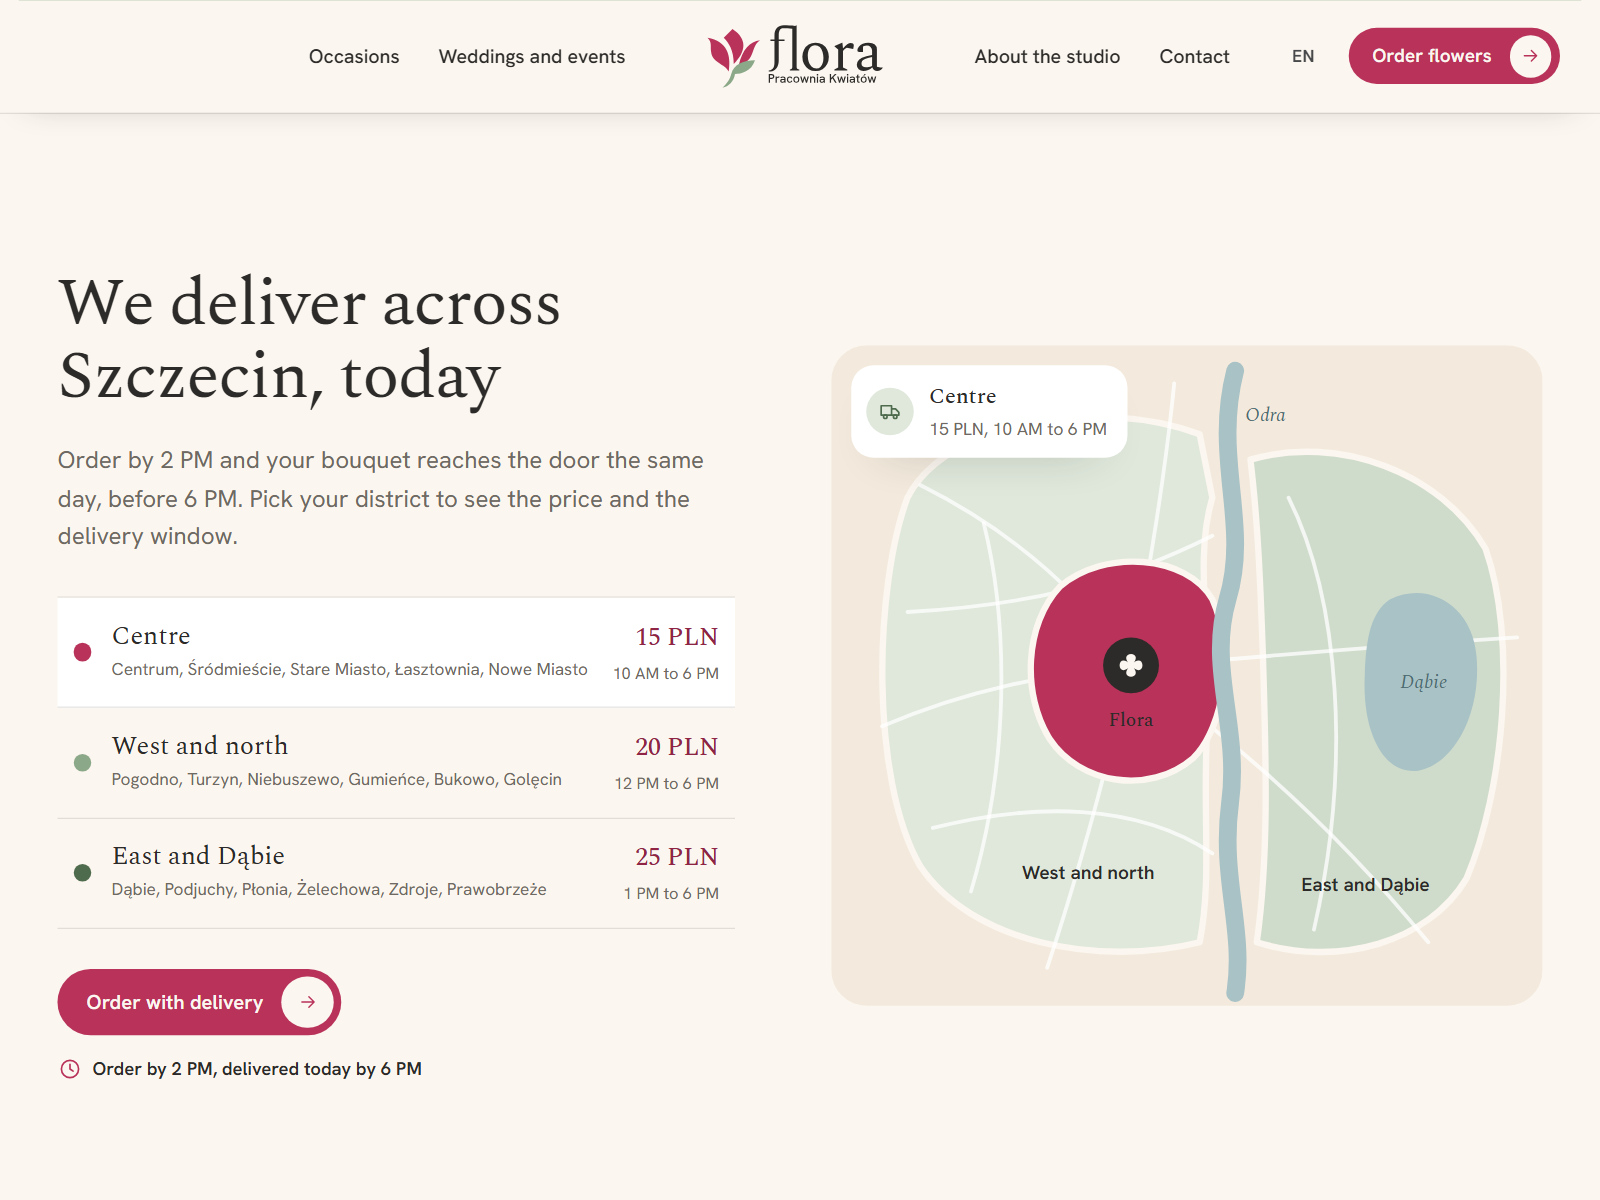 Occasions
Weddings and events
flora
Pracownia Kwiatów
About the studio
Contact
EN
Order flowers
We deliver across
Szczecin, today
Order by 2 PM and your bouquet reaches the door the same
day, before 6 PM. Pick your district to see the price and the
delivery window.
Centre
15 PLN
Centrum, Śródmieście, Stare Miasto, Łasztownia, Nowe Miasto
10 AM to 6 PM
West and north
20 PLN
Pogodno, Turzyn, Niebuszewo, Gumieńce, Bukowo, Golęcin
12 PM to 6 PM
East and Dąbie
25 PLN
Dąbie, Podjuchy, Płonia, Żelechowa, Zdroje, Prawobrzeże
1 PM to 6 PM
Order with delivery
Order by 2 PM, delivered today by 6 PM
Centre
15 PLN, 10 AM to 6 PM
Odra
Dąbie
Flora
West and north
East and Dąbie